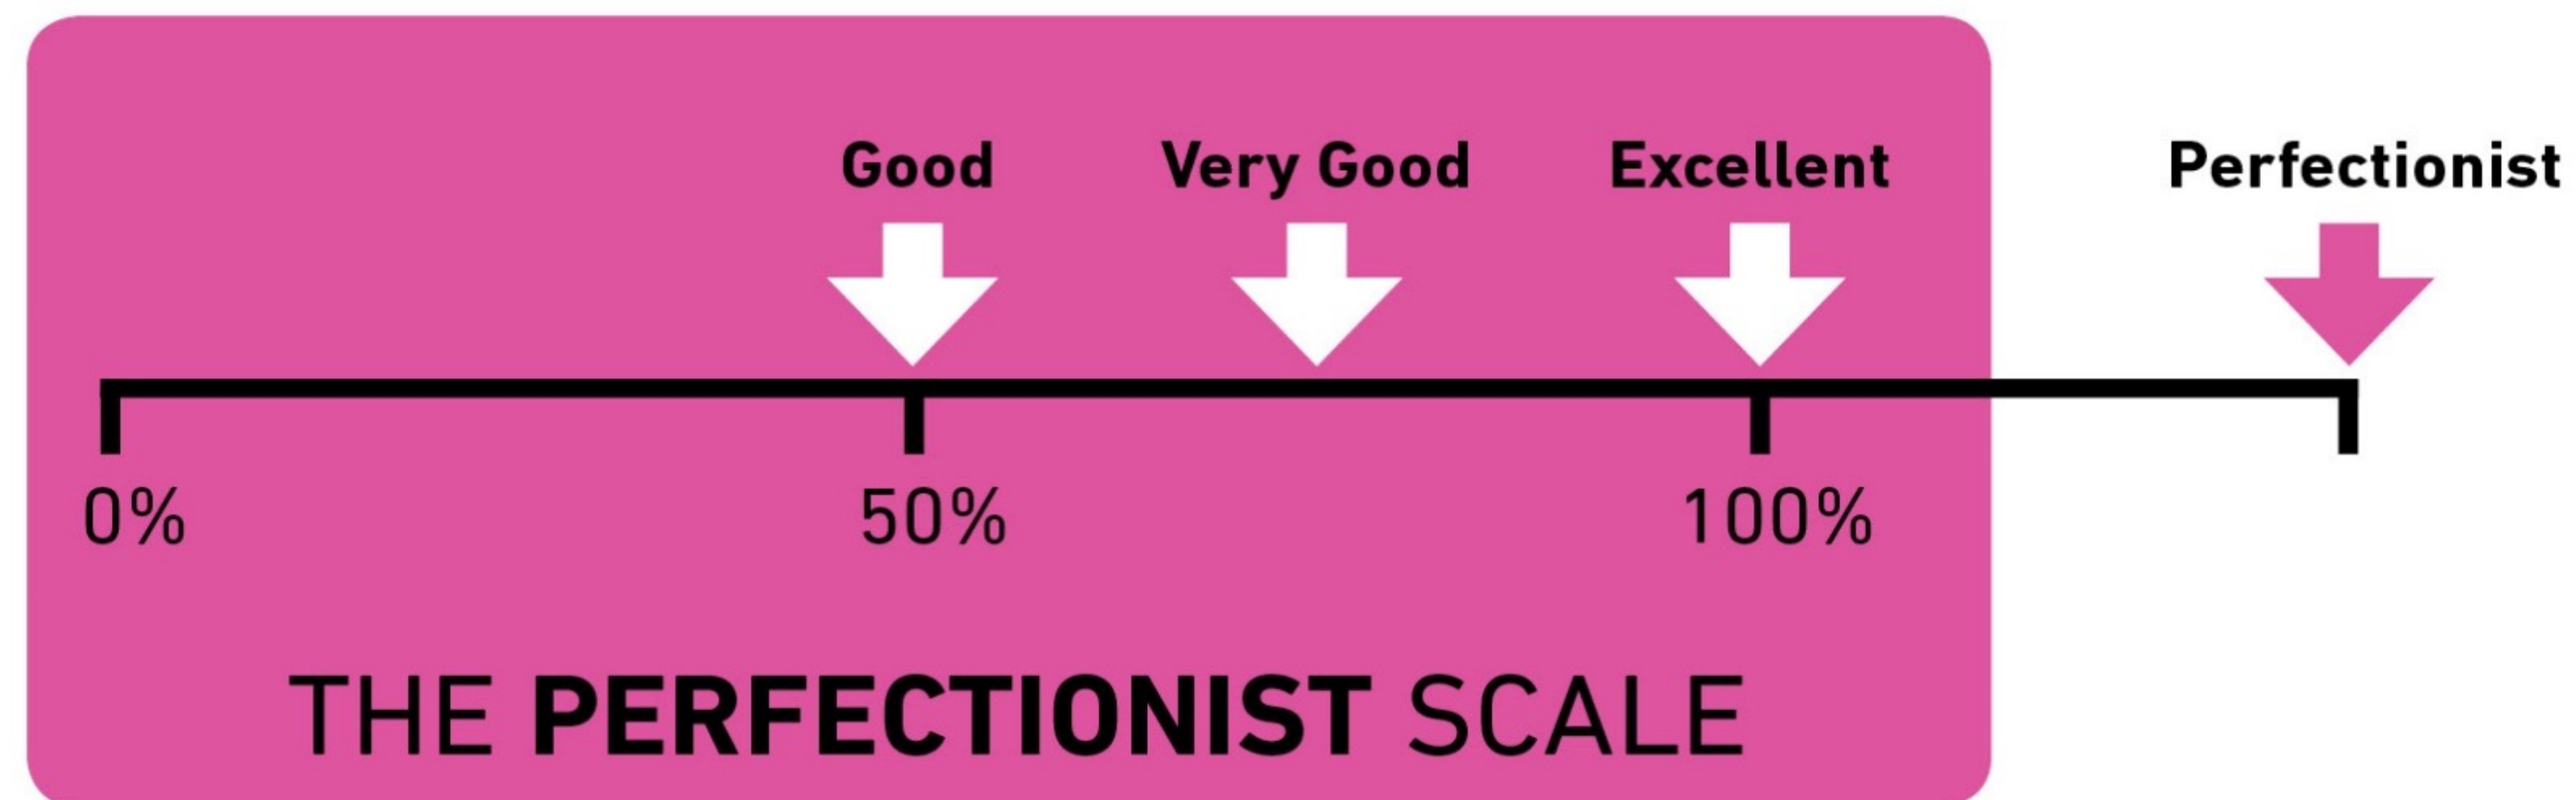 Good Very Good Excellent Perfectionist
0% 50% 100%
THE PERFECTIONIST SCALE